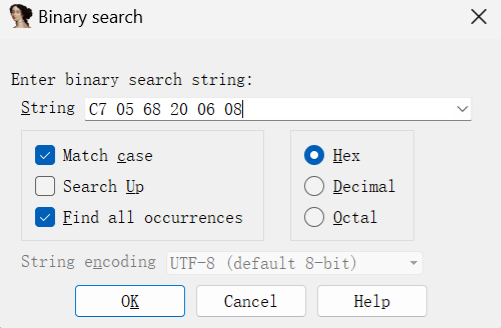 Binary search
Enter binary search string:
String C7 05 68 20 06 08
Match case
Hex
Search Up
Decimal
Find all occurrences
Octal
String encoding UTF-8 (default 8-bit)
OK Cancel Help